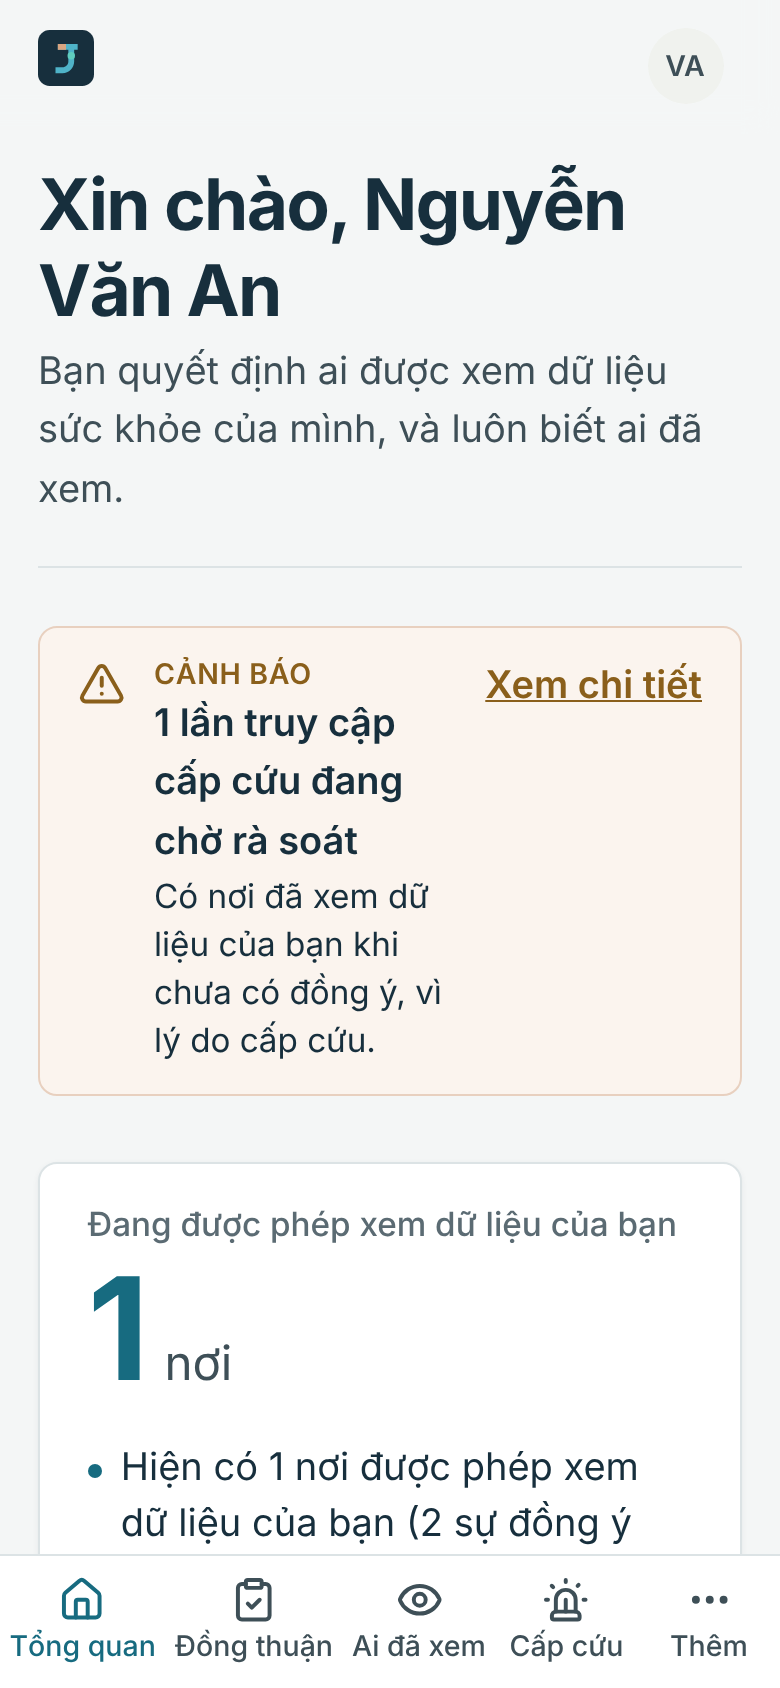 VA
Xin chào, Nguyễn
Văn An
Bạn quyết định ai được xem dữ liệu
sức khỏe của mình, và luôn biết ai đã
xem.
CẢNH BÁO
Xem chi tiết
1 lần truy cập
cấp cứu đang
chờ rà soát
Có nơi đã xem dữ
liệu của bạn khi
chưa có đồng ý, vì
lý do cấp cứu.
Đang được phép xem dữ liệu của bạn
1 nơi
Hiện có 1 nơi được phép xem
dữ liệu của bạn (2 sự đồng ý
Tổng quan
Đồng thuận
Ai đã xem
Cấp cứu
Thêm